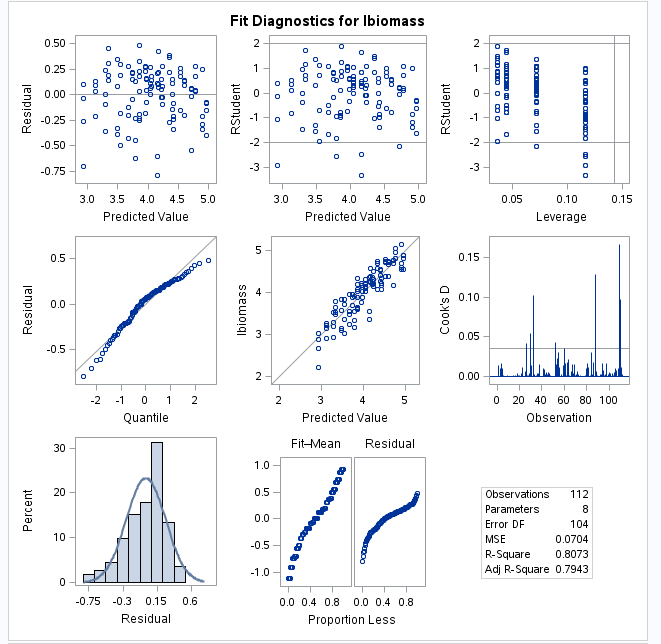 Fit Diagnostics for lbiomass
0.50
0.25
0.00
-0.25
-0.50
-0.75
Residual
3.0 3.5 4.0 4.5 5.0
Predicted Value
2
1
0
-1
-2
-3
RStudent
3.0 3.5 4.0 4.5 5.0
Predicted Value
2
1
0
-1
-2
-3
RStudent
0.05 0.10 0.15
Leverage
0.5
0.0
-0.5
Residual
-2 -1 0 1 2
Quantile
5
4
3
2
lbiomass
2 3 4 5
Predicted Value
0.15
0.10
0.05
0.00
Cook's D
0 20 40 60 80 100
Observation
30
20
10
0
Percent
-0.75 -0.3 0.15 0.6
Residual
Fit–Mean Residual
1.0
0.5
0.0
-0.5
-1.0
0.0 0.4 0.8 0.0 0.4 0.8
Proportion Less
Observations 112
Parameters 8
Error DF 104
MSE 0.0704
R-Square 0.8073
Adj R-Square 0.7943